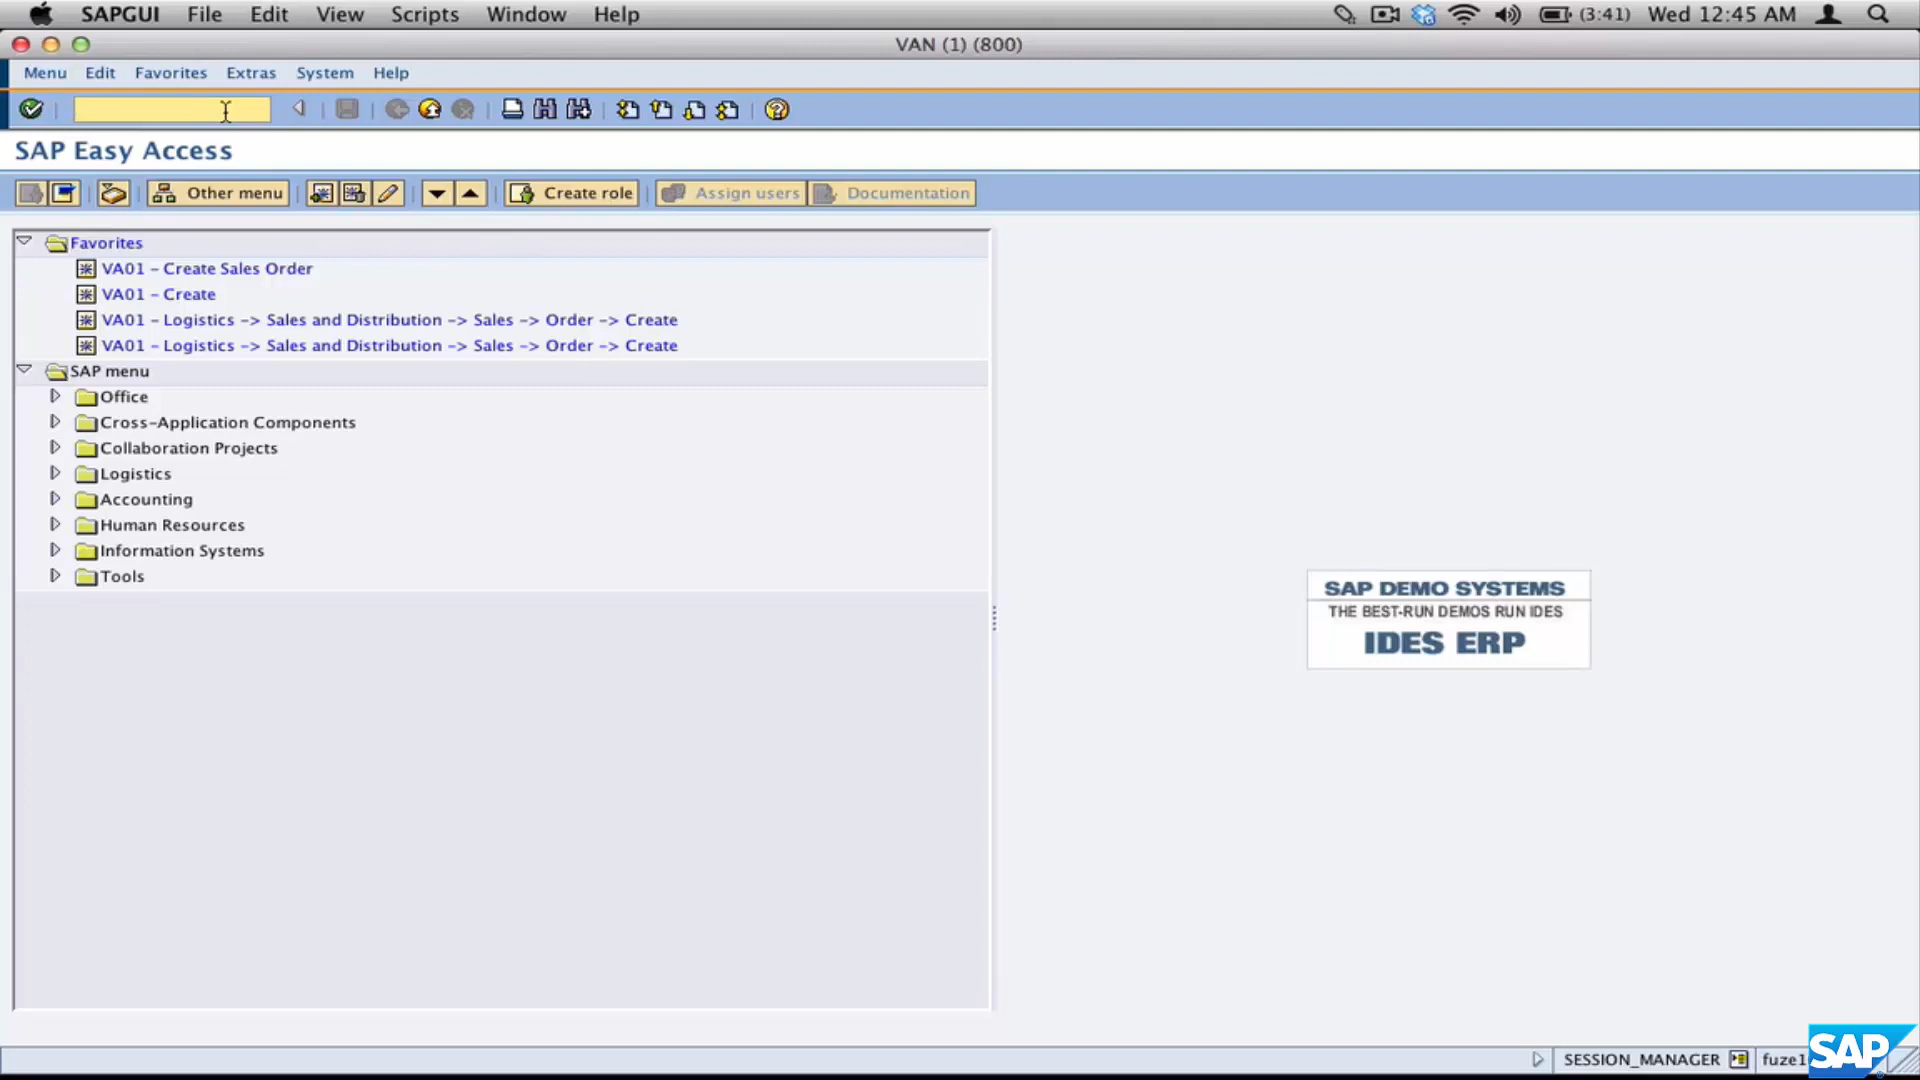 SAPGUI File Edit View Scripts Window Help (3:41) Wed 12:45 AM
VAN (1) (800)
Menu Edit Favorites Extras System Help
SAP Easy Access
Other menu Create role Assign users Documentation
Favorites
VA01 - Create Sales Order
VA01 - Create
VA01 - Logistics -> Sales and Distribution -> Sales -> Order -> Create
VA01 - Logistics -> Sales and Distribution -> Sales -> Order -> Create
SAP menu
Office
Cross-Application Components
Collaboration Projects
Logistics
Accounting
Human Resources
Information Systems
Tools
SAP DEMO SYSTEMS
THE BEST-RUN DEMOS RUN IDES
IDES ERP
SESSION_MANAGER
SAP